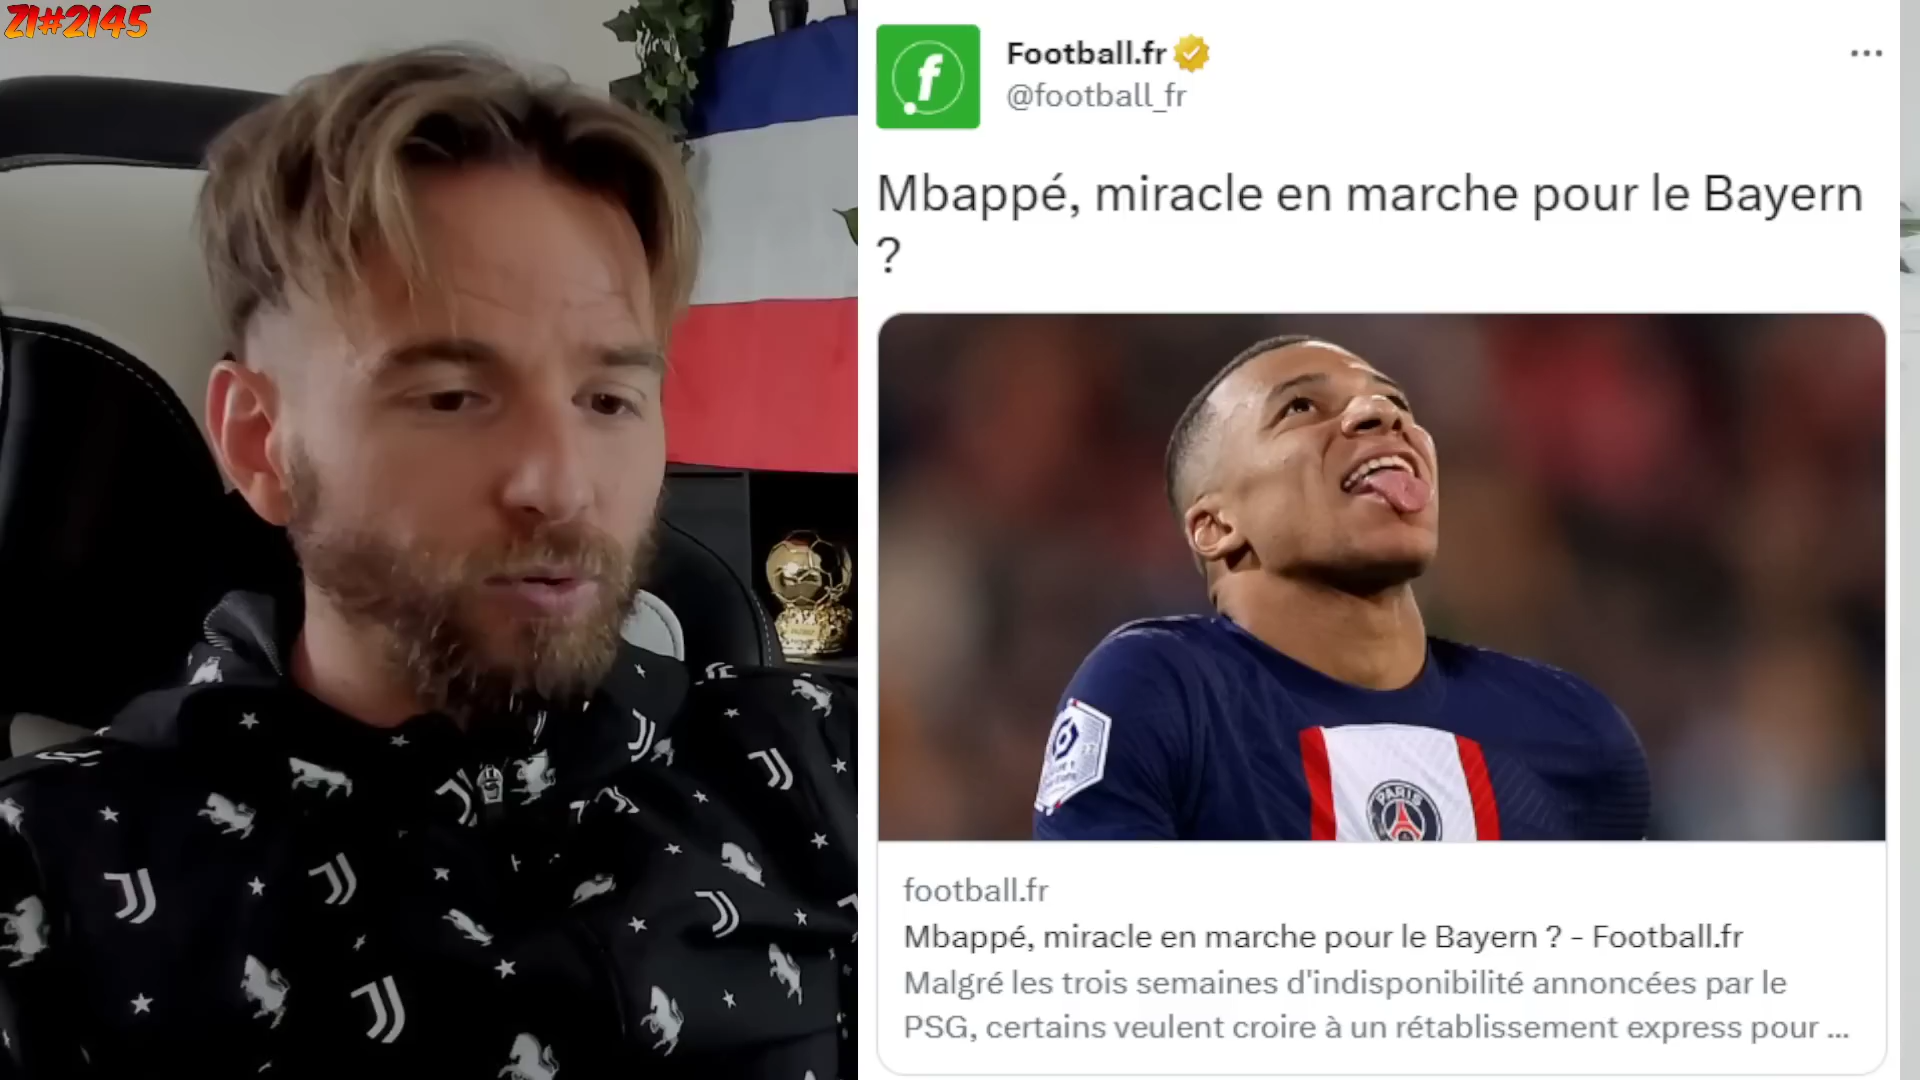 Z1#2145
Football.fr
@football_fr
Mbappé, miracle en marche pour le Bayern
?
PARIS
football.fr
Mbappé, miracle en marche pour le Bayern ? - Football.fr
Malgré les trois semaines d'indisponibilité annoncées par le
PSG, certains veulent croire à un rétablissement express pour ...